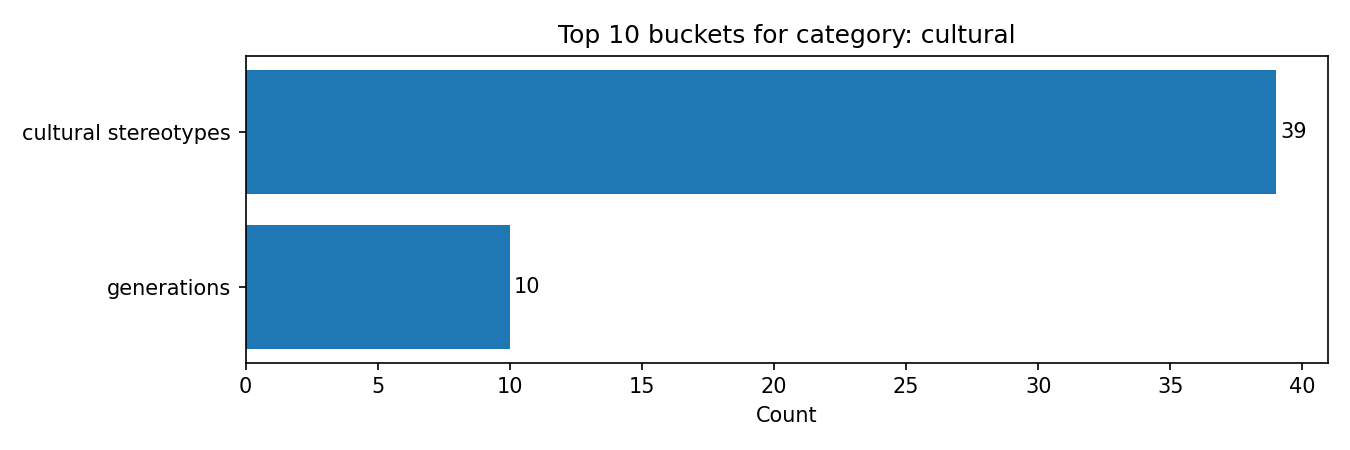 Top 10 buckets for category: cultural
cultural stereotypes
39
generations
10
0 5 10 15 20 25 30 35 40
Count